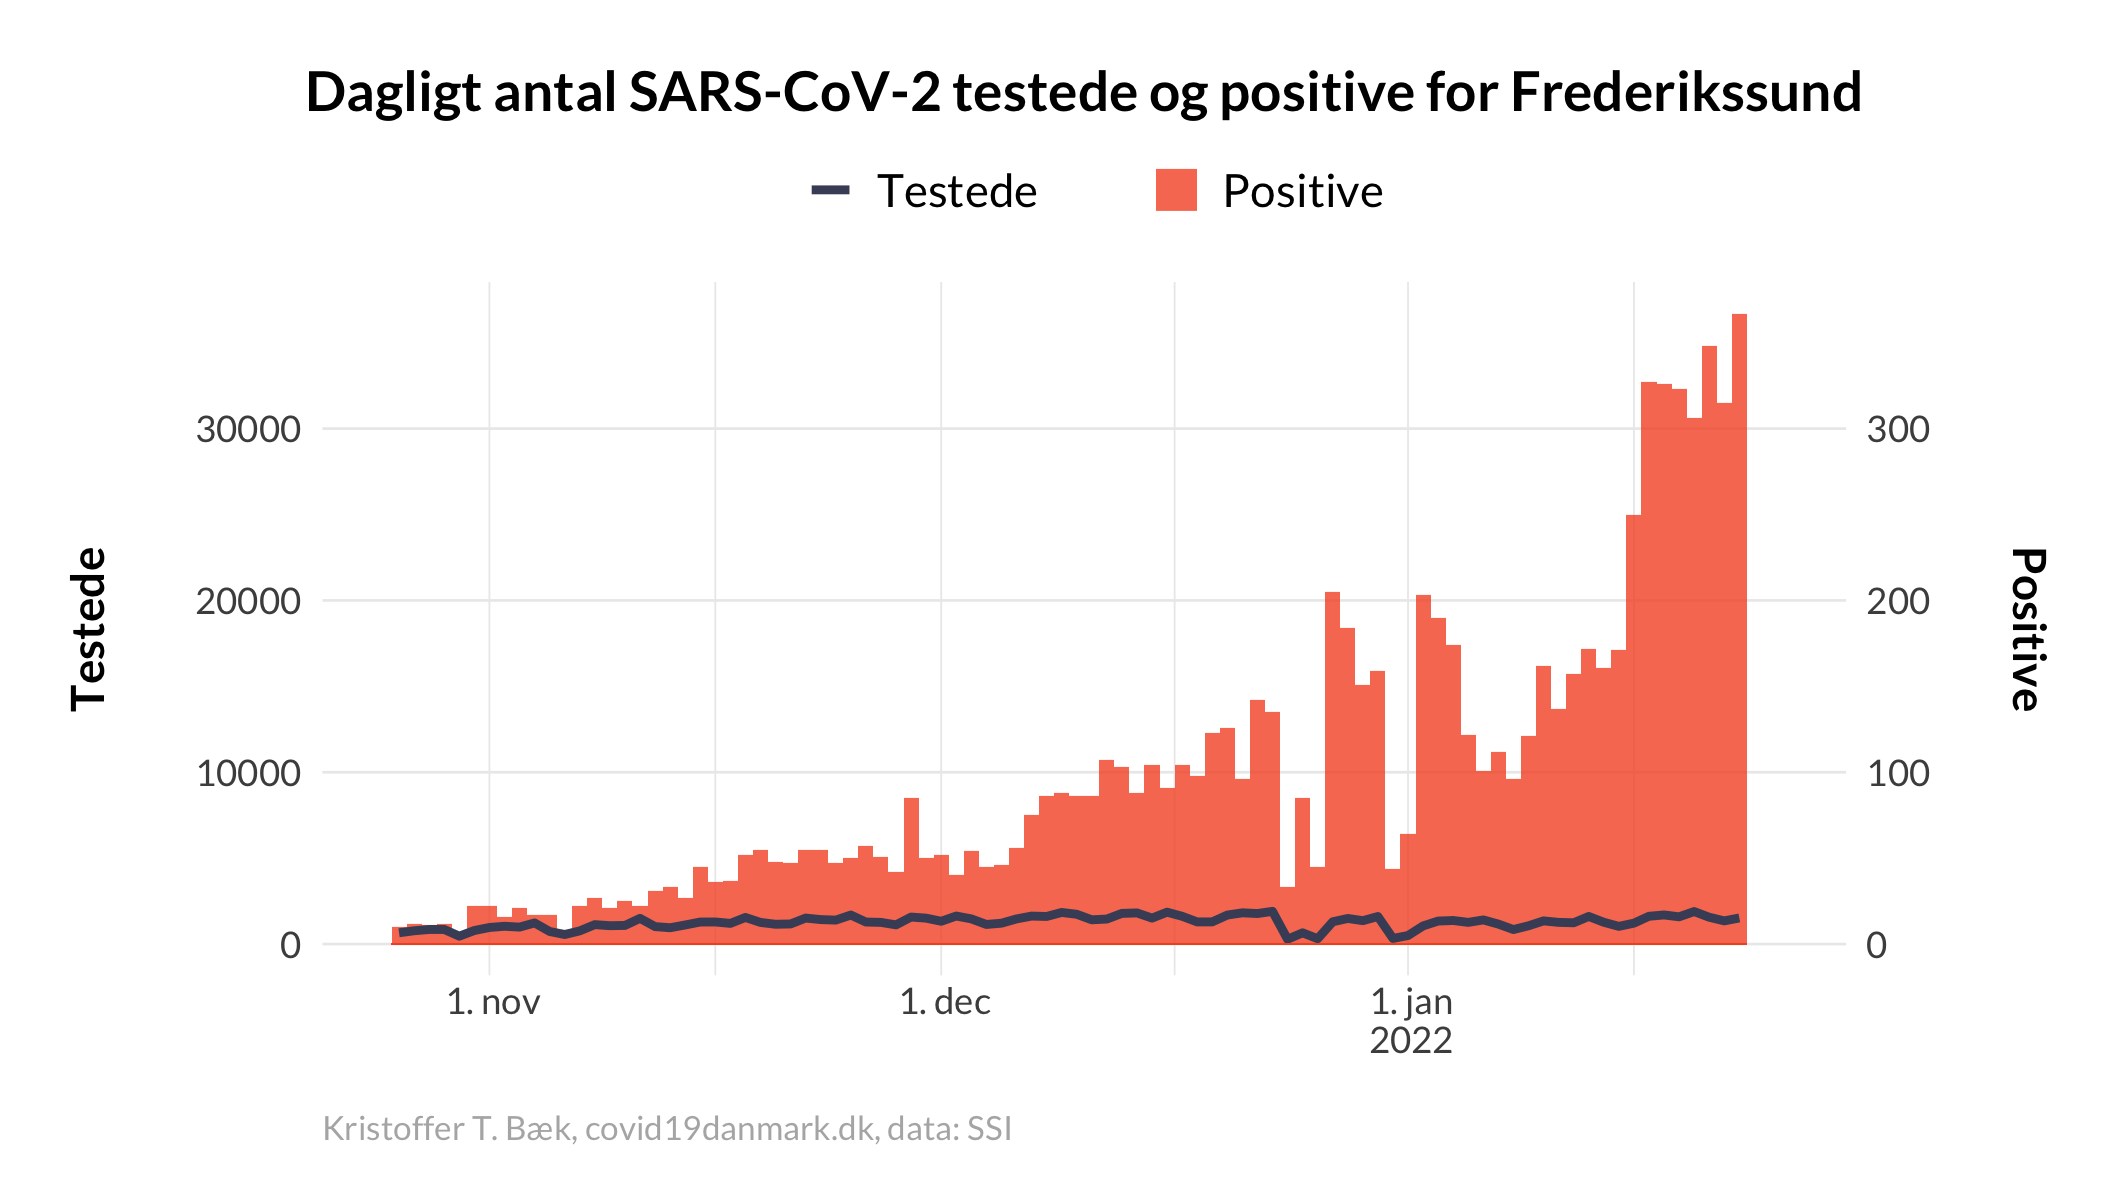 Dagligt antal SARS-CoV-2 testede og positive for Frederikssund
Testede
Positive
Testede
30000
20000
10000
0
300
200
100
0
Positive
1. nov
1. dec
1. jan
2022
Kristoffer T. Bæk, covid19danmark.dk, data: SSI